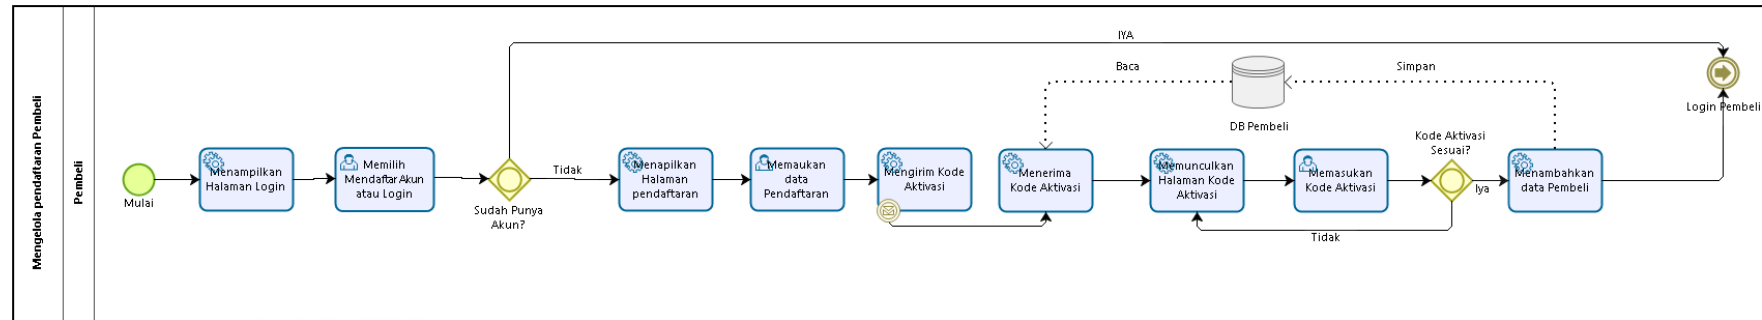 Mengelola pendaftaran Pembeli
Pembeli
Mulai
Menampilkan
Halaman Login
Memilih
Mendaftar Akun
atau Login
Sudah Punya
Akun?
IYA
Tidak
Menapilkan
Halaman
pendaftaran
Memaukan
data
Pendaftaran
Mengirim Kode
Aktivasi
Menerima
Kode Aktivasi
Baca
Simpan
DB Pembeli
Memunculkan
Halaman Kode
Aktivasi
Memasukan
Kode Aktivasi
Kode Aktivasi
Sesuai?
Iya
Tidak
Menambahkan
data Pembeli
Login Pembeli